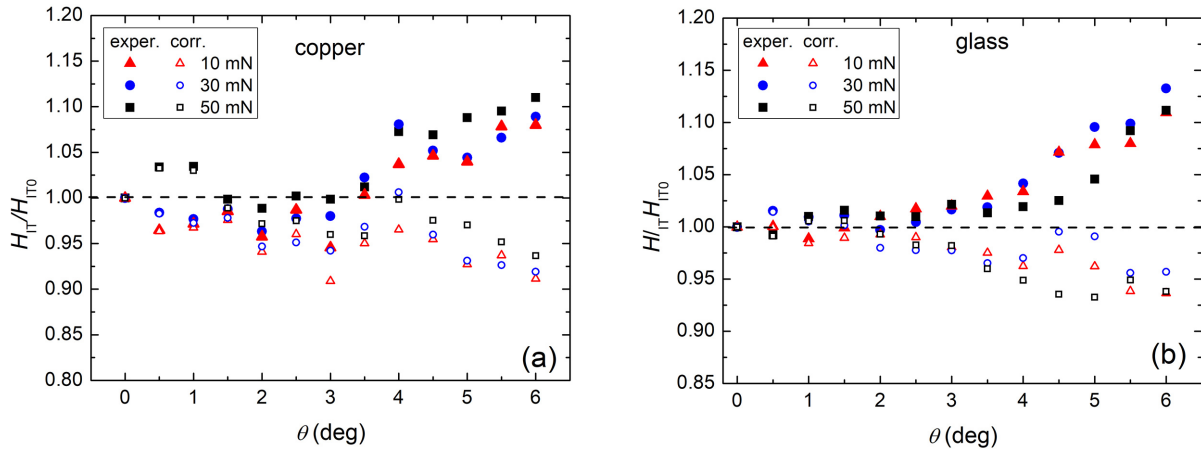 1.20
1.15
1.10
1.05
1.00
0.95
0.90
0.85
0.80
H_IT/H_IT0
exper. corr.
10 mN
30 mN
50 mN
copper
(a)
0 1 2 3 4 5 6
θ (deg)
1.20
1.15
1.10
1.05
1.00
0.95
0.90
0.85
H/_IT H_IT0
exper. corr.
10 mN
30 mN
50 mN
glass
(b)
0 1 2 3 4 5 6
θ (deg)